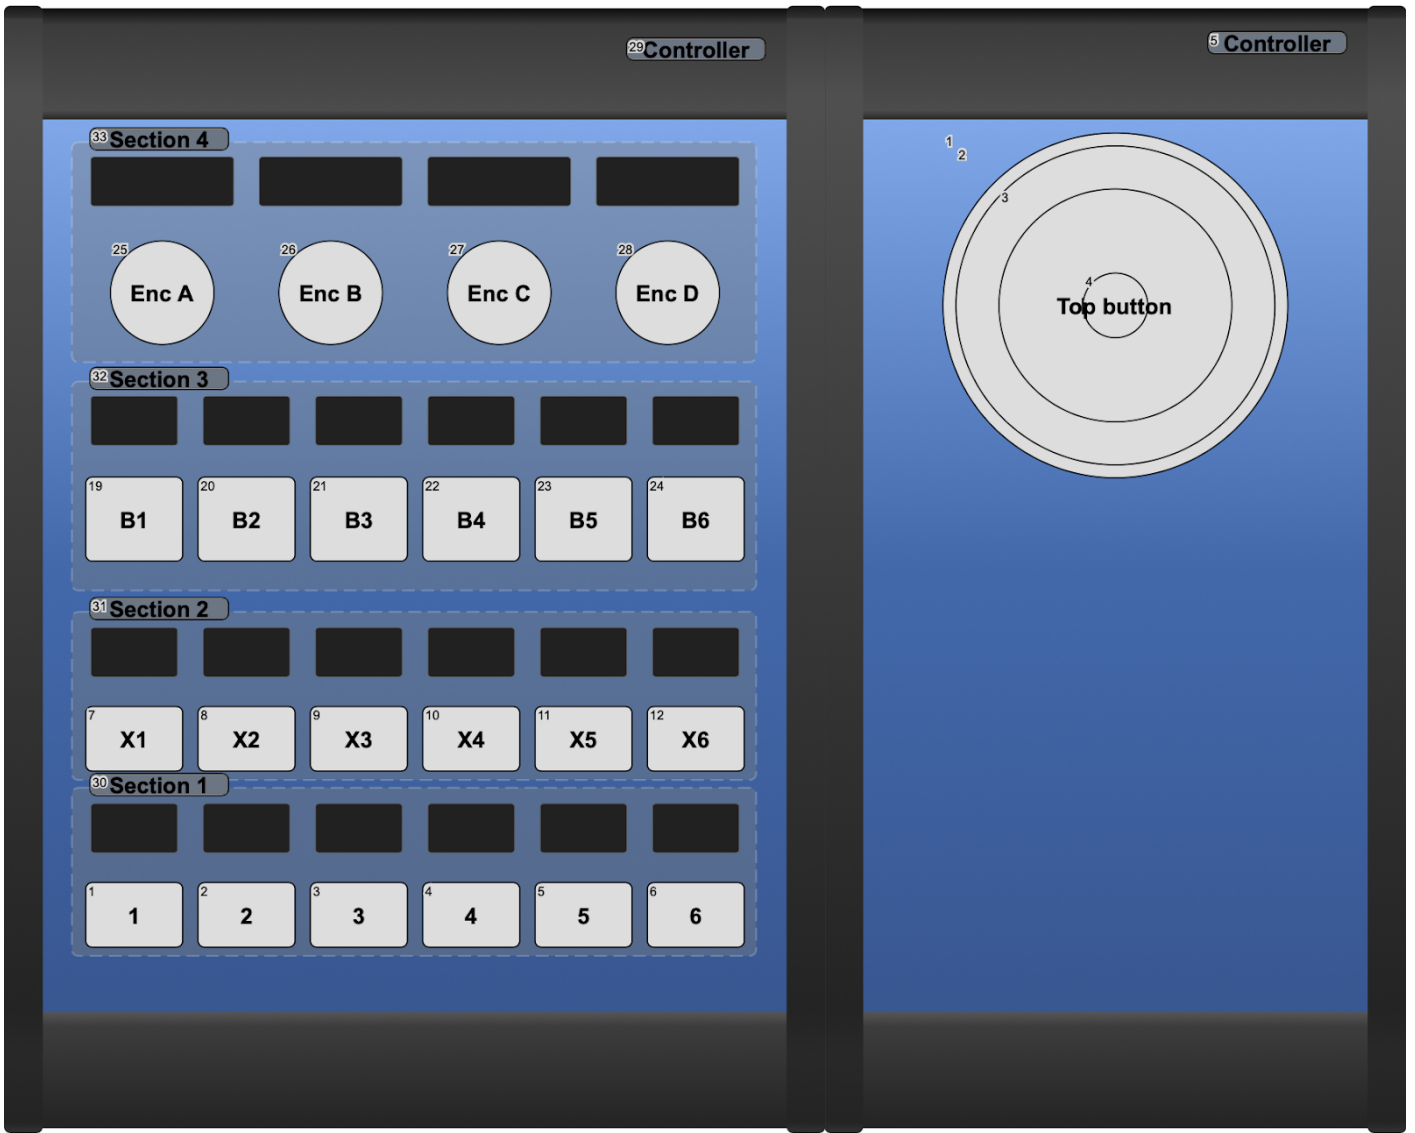 29 Controller
33 Section 4
25 26 27 28
Enc A Enc B Enc C Enc D
32 Section 3
19 20 21 22 23 24
B1 B2 B3 B4 B5 B6
31 Section 2
7 8 9 10 11 12
X1 X2 X3 X4 X5 X6
30 Section 1
1 2 3 4 5 6
1 2 3 4 5 6
5 Controller
1
2
3
4
Top button